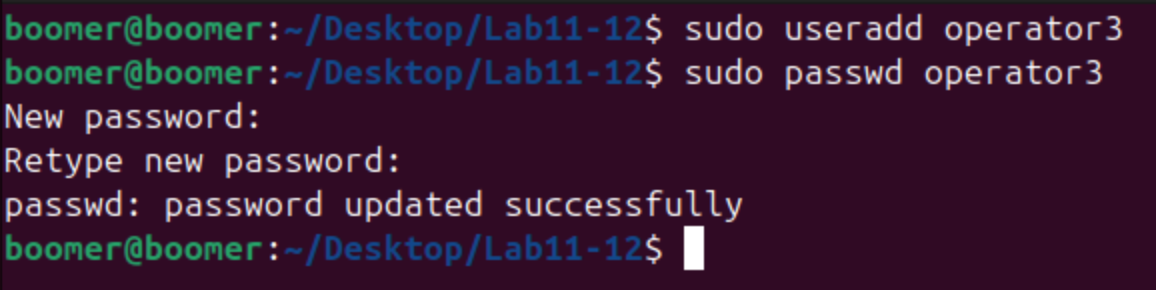 boomer@boomer:~/Desktop/Lab11-12$ sudo useradd operator3
boomer@boomer:~/Desktop/Lab11-12$ sudo passwd operator3
New password:
Retype new password:
passwd: password updated successfully
boomer@boomer:~/Desktop/Lab11-12$